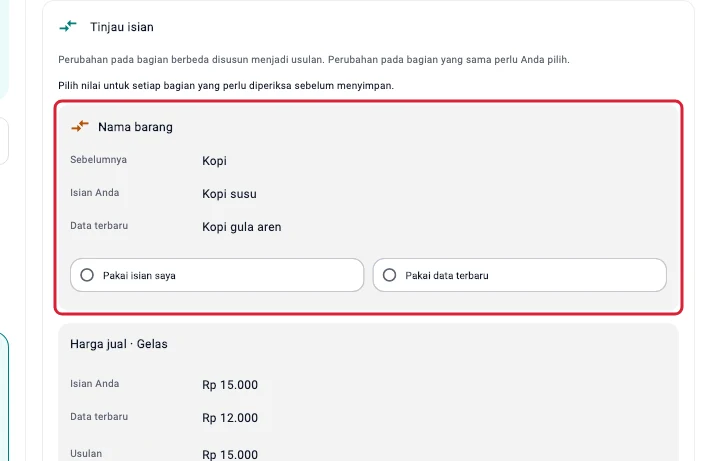 Tinjau isian
Perubahan pada bagian berbeda disusun menjadi usulan. Perubahan pada bagian yang sama perlu Anda pilih.
Pilih nilai untuk setiap bagian yang perlu diperiksa sebelum menyimpan.
Nama barang
Sebelumnya Kopi
Isian Anda Kopi susu
Data terbaru Kopi gula aren
Pakai isian saya Pakai data terbaru
Harga jual · Gelas
Isian Anda Rp 15.000
Data terbaru Rp 12.000
Usulan Rp 15.000